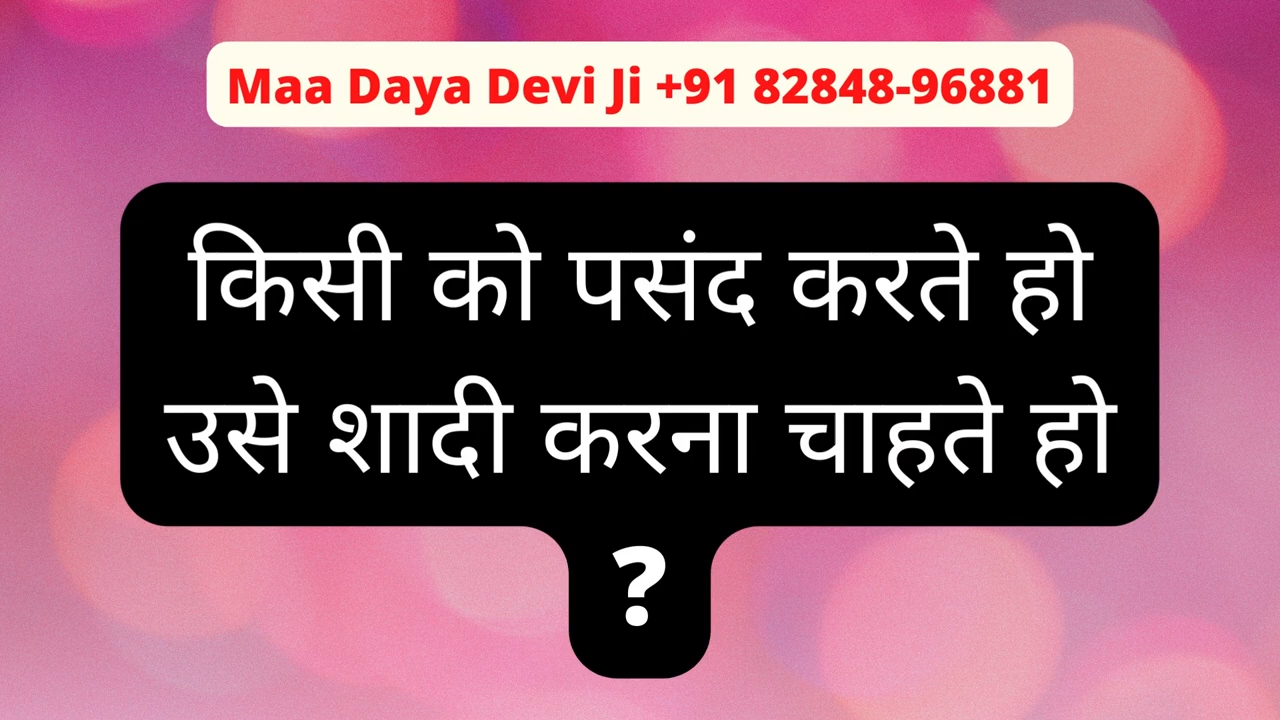 Maa Daya Devi Ji +91 82848-96881
किसी को पसंद करते हो
उसे शादी करना चाहते हो
?